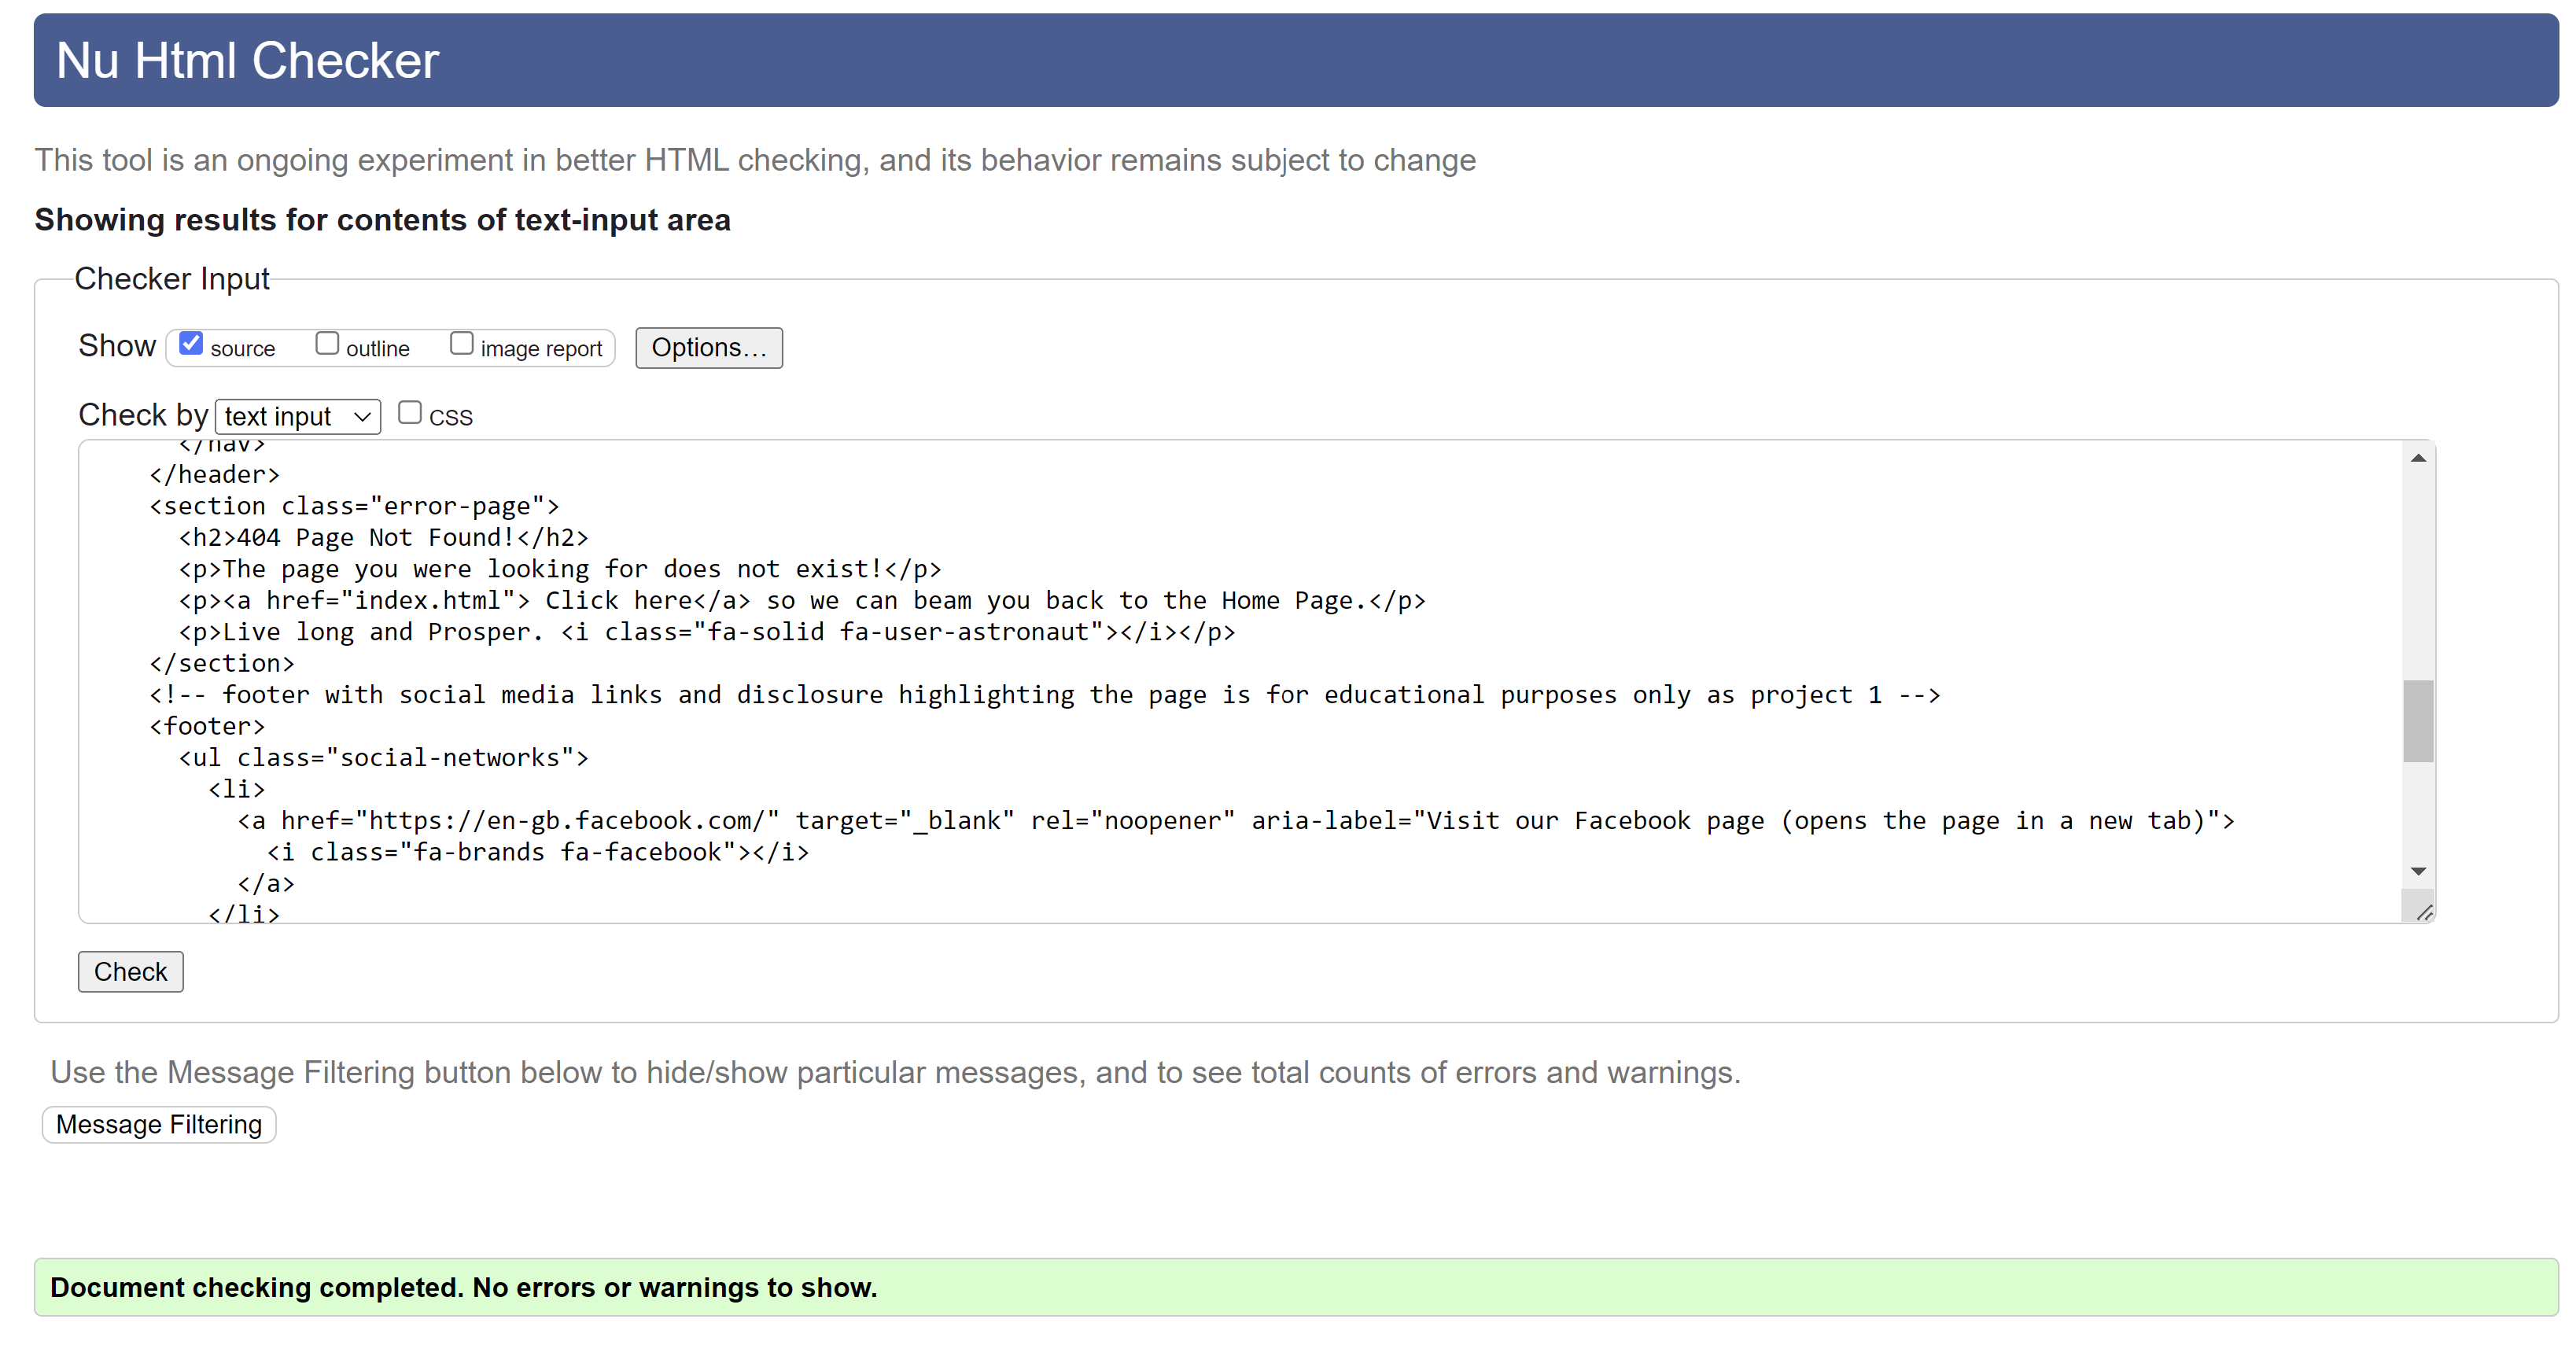 Nu Html Checker
This tool is an ongoing experiment in better HTML checking, and its behavior remains subject to change
Showing results for contents of text-input area
Checker Input
Show source outline image report Options...
Check by text input CSS
</nav>
</header>
<section class="error-page">
<h2>404 Page Not Found!</h2>
<p>The page you were looking for does not exist!</p>
<p><a href="index.html"> Click here</a> so we can beam you back to the Home Page.</p>
<p>Live long and Prosper. <i class="fa-solid fa-user-astronaut"></i></p>
</section>
<!-- footer with social media links and disclosure highlighting the page is for educational purposes only as project 1 -->
<footer>
<ul class="social-networks">
<li>
<a href="https://en-gb.facebook.com/" target="_blank" rel="noopener" aria-label="Visit our Facebook page (opens the page in a new tab)">
<i class="fa-brands fa-facebook"></i>
</a>
</li>
Check
Use the Message Filtering button below to hide/show particular messages, and to see total counts of errors and warnings.
Message Filtering
Document checking completed. No errors or warnings to show.